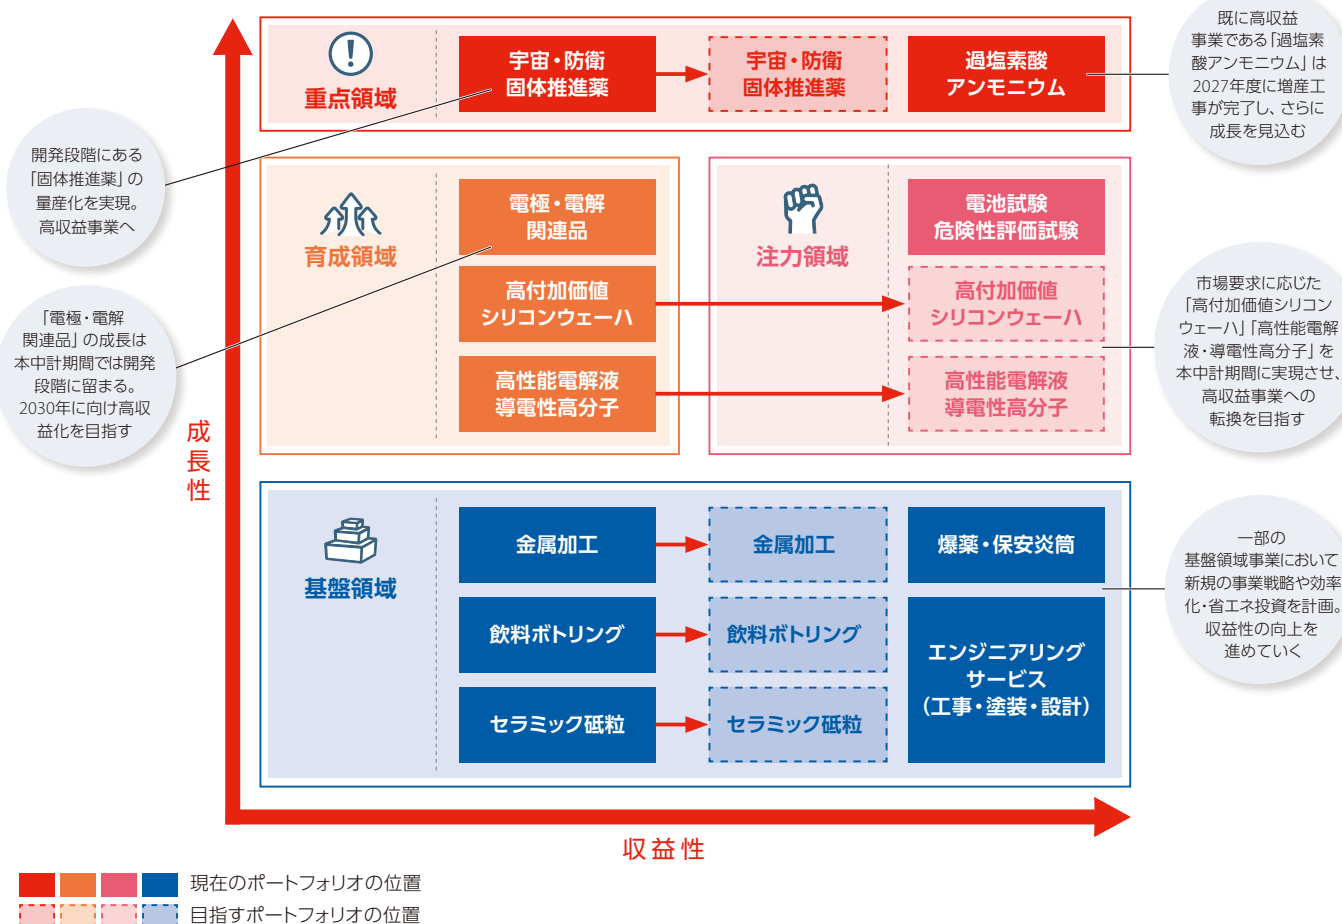 重点領域
宇宙・防衛
固体推進薬
宇宙・防衛
固体推進薬
過塩素酸
アンモニウム
既に高収益
事業である「過塩素
酸アンモニウム」は
2027年度に増産工
事が完了し、さらに
成長を見込む
開発段階にある
「固体推進薬」の
量産化を実現。
高収益事業へ
育成領域
電極・電解
関連品
高付加価値
シリコンウェーハ
高性能電解液
導電性高分子
注力領域
電池試験
危険性評価試験
高付加価値
シリコンウェーハ
高性能電解液
導電性高分子
「電極・電解
関連品」の成長は
本中計期間では開発
段階に留まる。
2030年に向け高収
益化を目指す
市場要求に応じた
「高付加価値シリコン
ウェーハ」「高性能電解
液・導電性高分子」を
本中計期間に実現させ、
高収益事業への
転換を目指す
成長性
基盤領域
金属加工
金属加工
爆薬・保安炎筒
飲料ボトリング
飲料ボトリング
エンジニアリング
サービス
（工事・塗装・設計）
セラミック砥粒
セラミック砥粒
一部の
基盤領域事業において
新規の事業戦略や効率
化・省エネ投資を計画。
収益性の向上を
進めていく
収益性
現在のポートフォリオの位置
目指すポートフォリオの位置